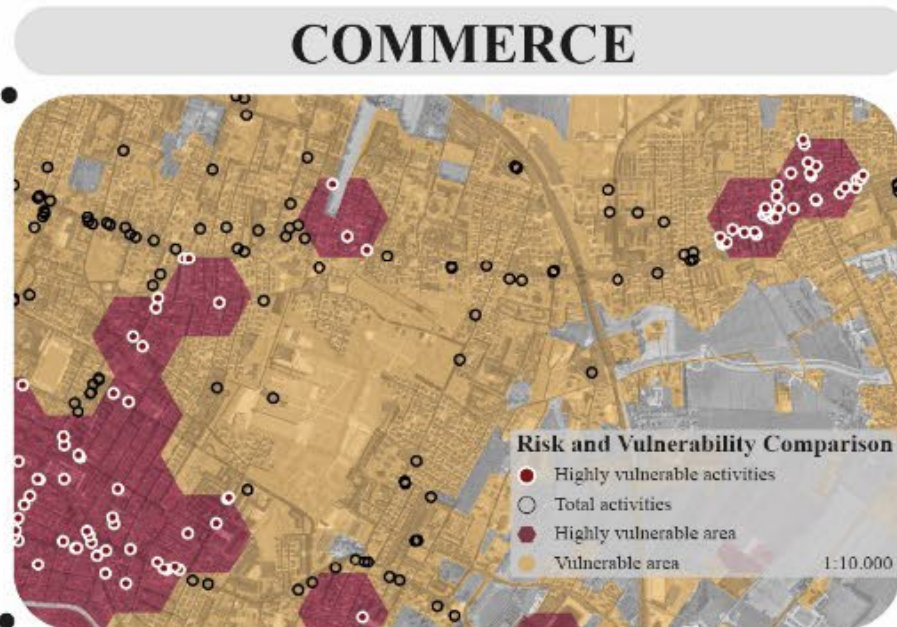 COMMERCE
Risk and Vulnerability Comparison
Highly vulnerable activities
Total activities
Highly vulnerable area
Vulnerable area 1:10.000